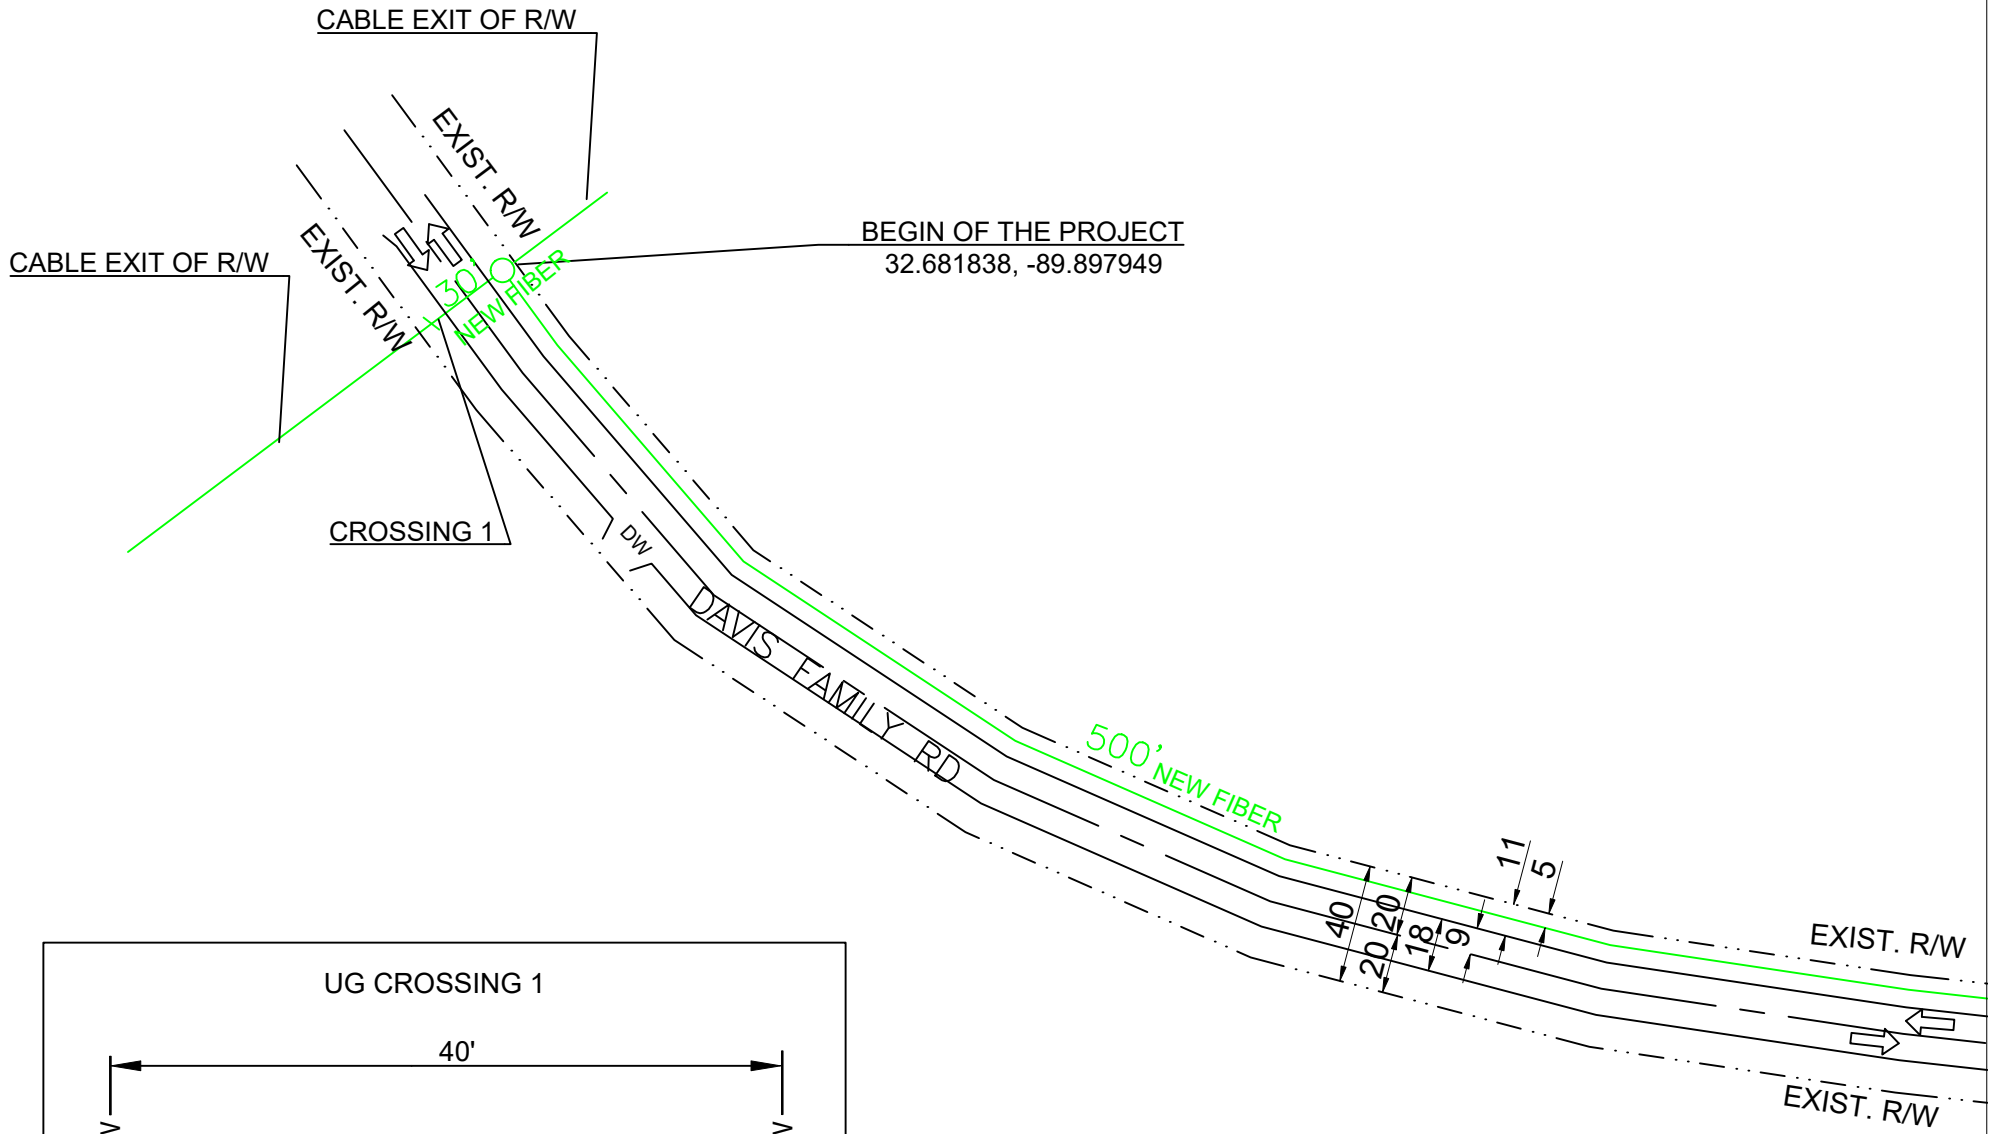 CABLE EXIT OF R/W
EXIST. R/W
EXIST. R/W
BEGIN OF THE PROJECT
32.681838, -89.897949
CABLE EXIT OF R/W
30'
NEW FIBER
CROSSING 1
DW
DAVIS FAMILY RD
500'
NEW FIBER
11
5
40
20
20
18
9
EXIST. R/W
EXIST. R/W
UG CROSSING 1
40'